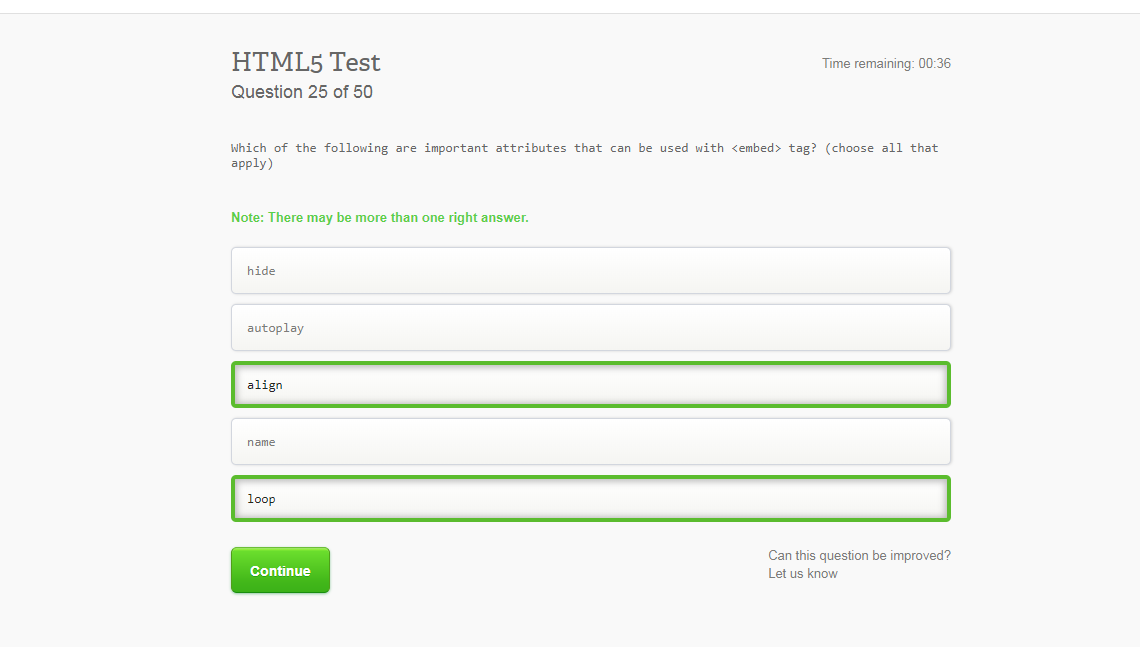 HTML5 Test
Time remaining: 00:36
Question 25 of 50
Which of the following are important attributes that can be used with <embed> tag? (choose all that
apply)
Note: There may be more than one right answer.
hide
autoplay
align
name
loop
Continue
Can this question be improved?
Let us know